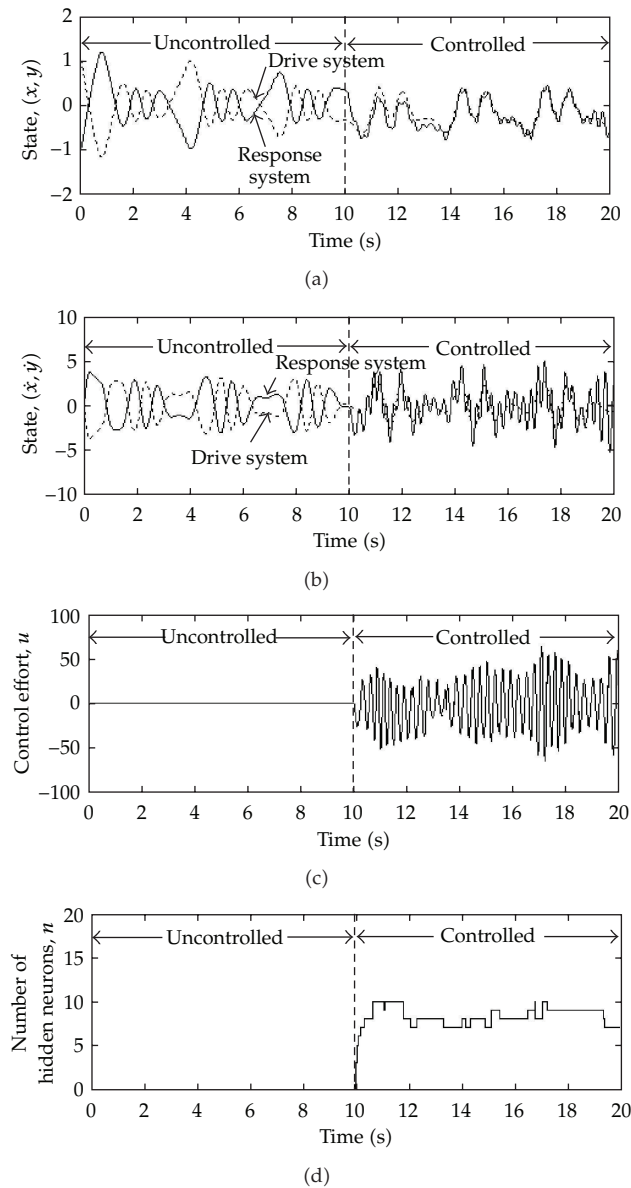 2
Uncontrolled
Controlled
Drive system
1
0
Response
system
−1
−2
State, (x, y)
0 2 4 6 8 10 12 14 16 18 20
Time (s)
(a)
10
Uncontrolled
Controlled
5
Response system
0
Drive system
−5
−10
State, (ẋ, ẏ)
0 2 4 6 8 10 12 14 16 18 20
Time (s)
(b)
100
Uncontrolled
Controlled
50
0
−50
−100
Control effort, u
0 2 4 6 8 10 12 14 16 18 20
Time (s)
(c)
20
Uncontrolled
Controlled
15
10
5
0
Number of
hidden neurons, n
0 2 4 6 8 10 12 14 16 18 20
Time (s)
(d)